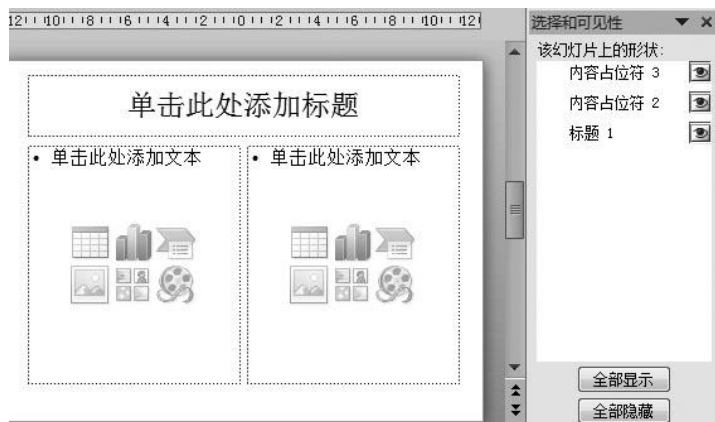 12 10 8 6 4 2 0 2 4 6 8 10 12
单击此处添加标题
• 单击此处添加文本
• 单击此处添加文本
选择和可见性
该幻灯片上的形状:
内容占位符 3
内容占位符 2
标题 1
全部显示
全部隐藏